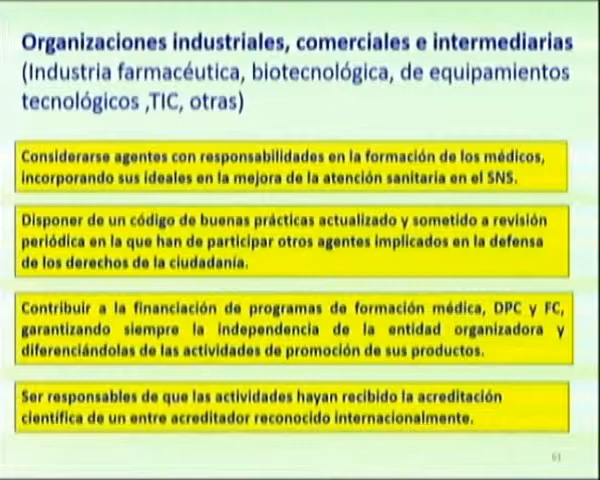 Organizaciones industriales, comerciales e intermediarias
(Industria farmacéutica, biotecnológica, de equipamientos
tecnológicos ,TIC, otras)
Considerarse agentes con responsabilidades en la formación de los médicos,
incorporando sus ideales en la mejora de la atención sanitaria en el SNS.
Disponer de un código de buenas prácticas actualizado y sometido a revisión
periódica en la que han de participar otros agentes implicados en la defensa
de los derechos de la ciudadanía.
Contribuir a la financiación de programas de formación médica, DPC y FC,
garantizando siempre la independencia de la entidad organizadora y
diferenciándolas de las actividades de promoción de sus productos.
Ser responsables de que las actividades hayan recibido la acreditación
científica de un entre acreditador reconocido internacionalmente.
61